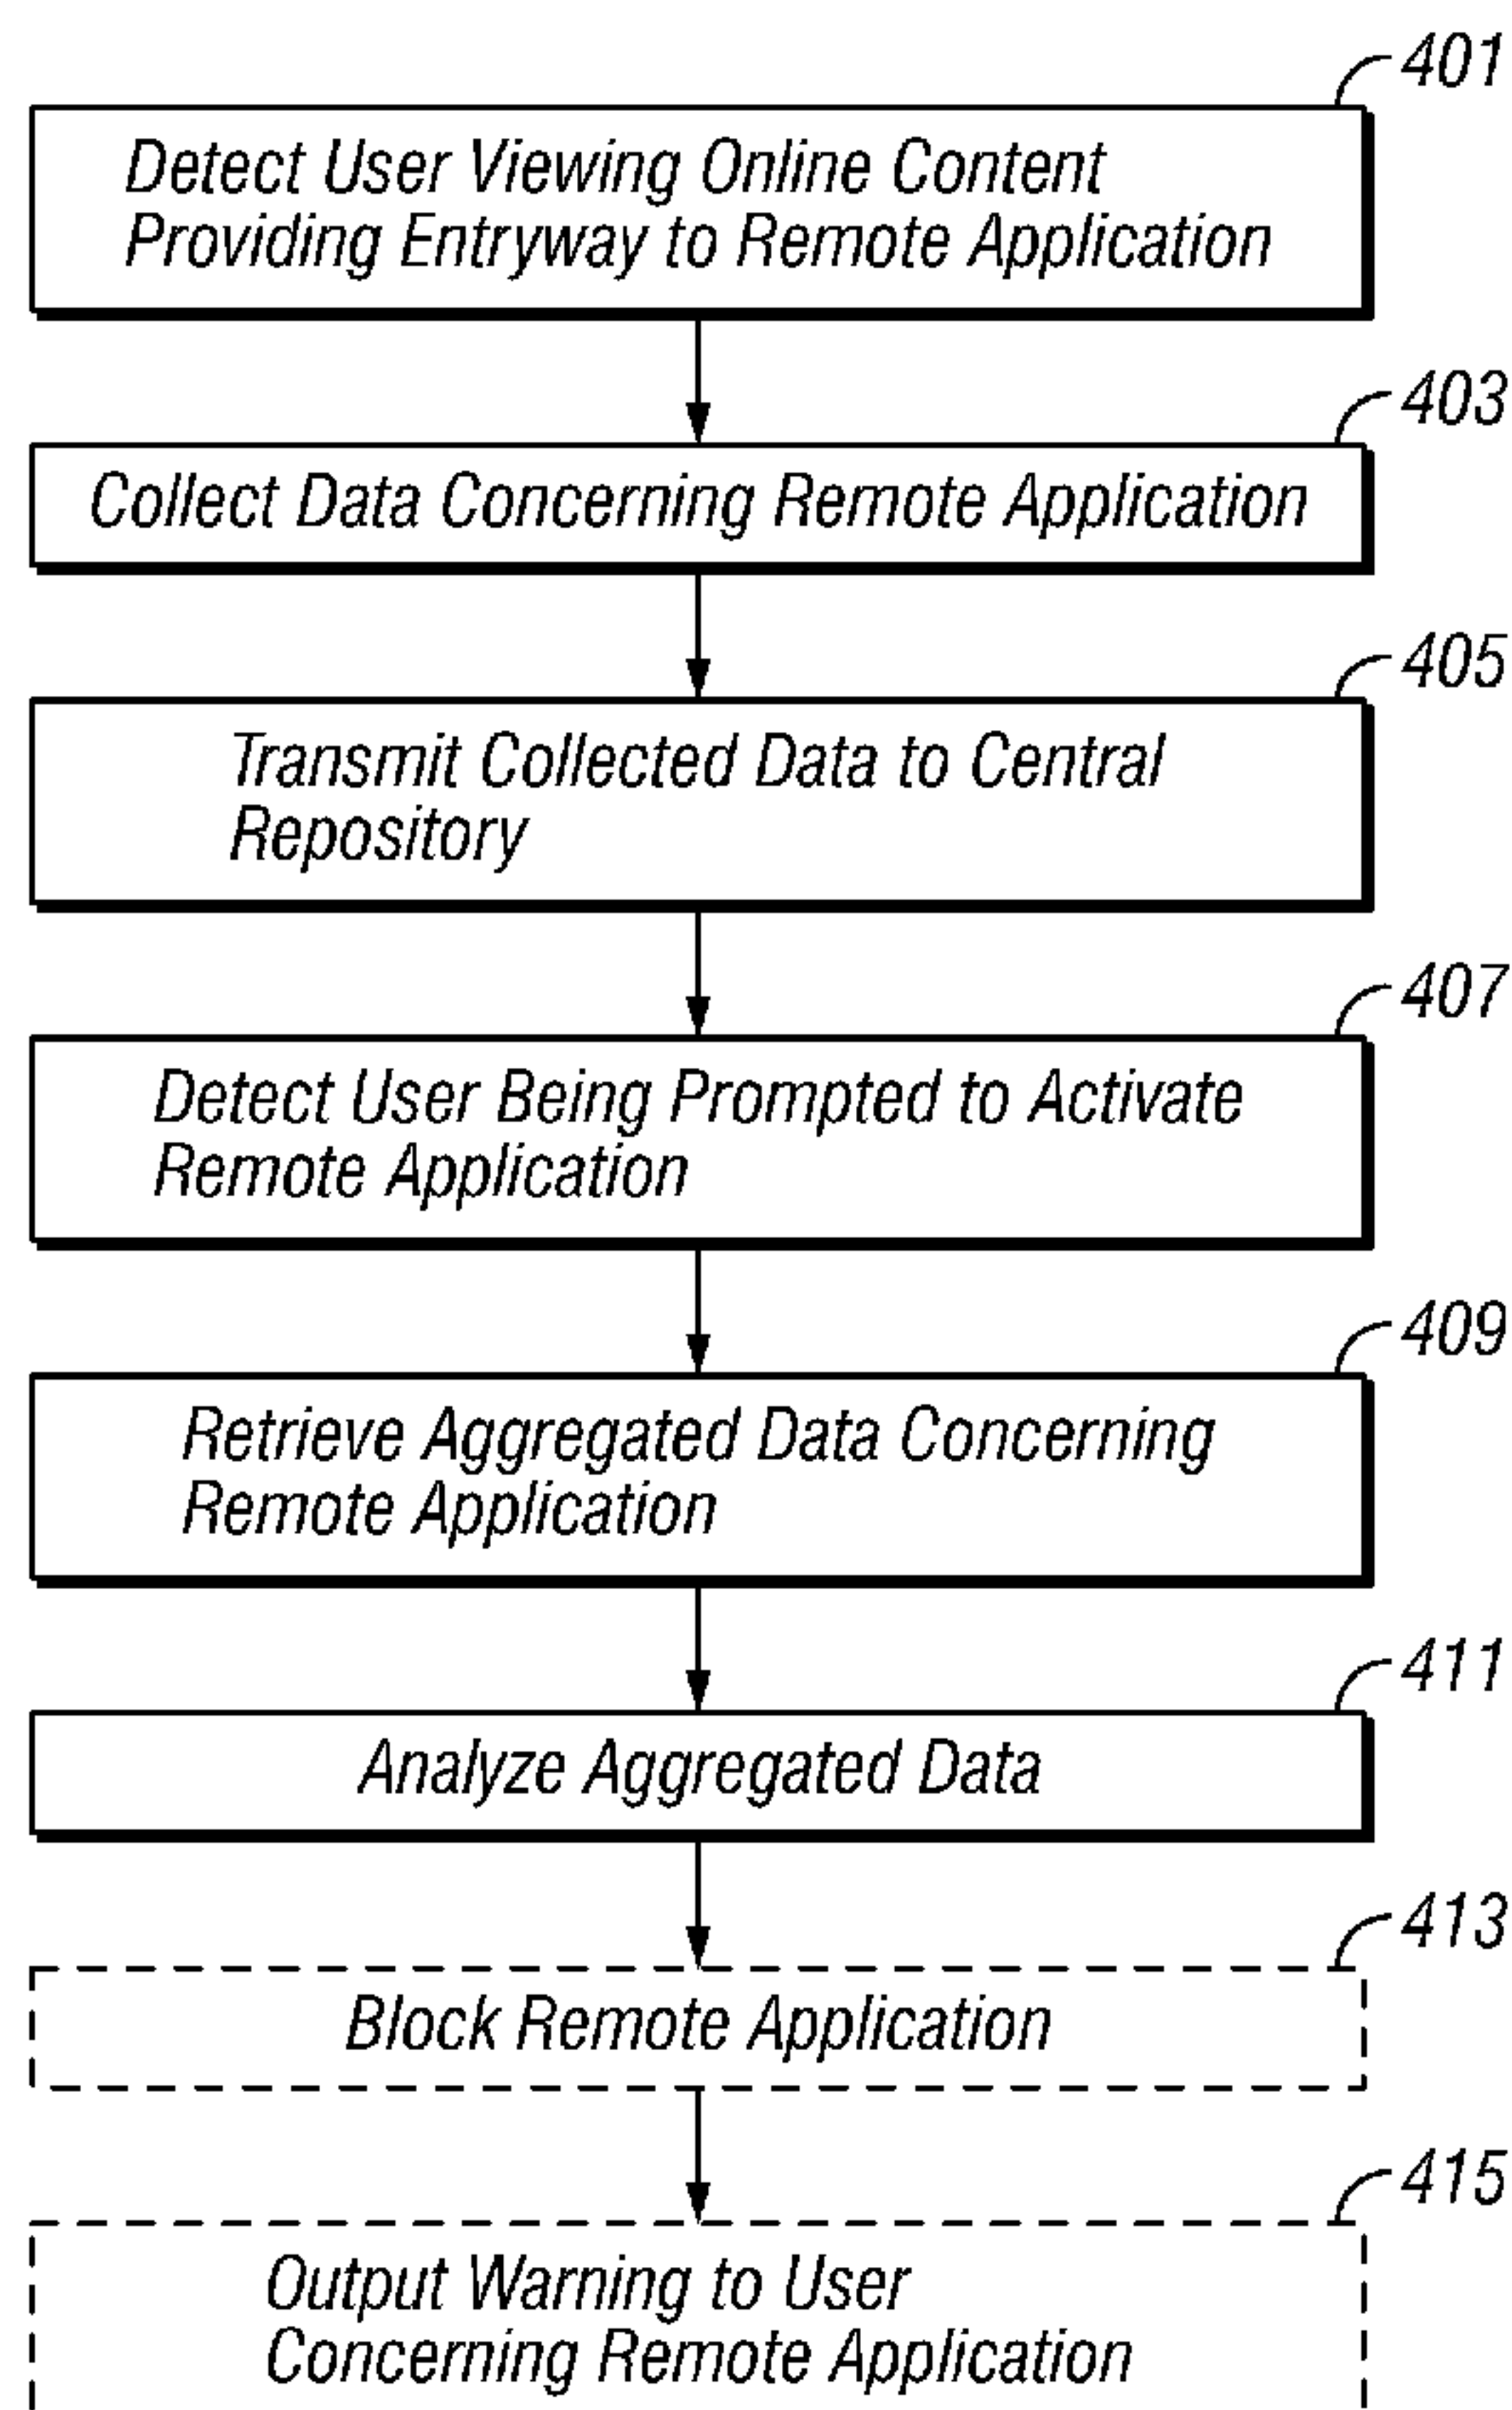 401
Detect User Viewing Online Content
Providing Entryway to Remote Application
403
Collect Data Concerning Remote Application
405
Transmit Collected Data to Central
Repository
407
Detect User Being Prompted to Activate
Remote Application
409
Retrieve Aggregated Data Concerning
Remote Application
411
Analyze Aggregated Data
413
Block Remote Application
415
Output Warning to User
Concerning Remote Application